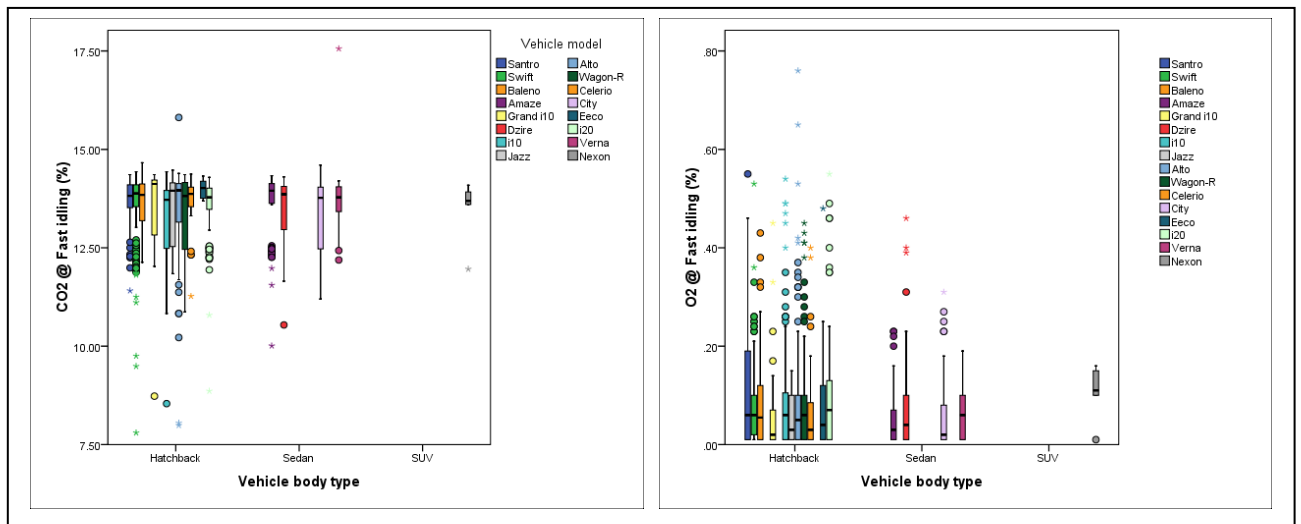 17.50
15.00
12.50
10.00
7.50
CO2 @ Fast idling (%)
Hatchback Sedan SUV
Vehicle body type
Vehicle model
Santro Alto
Swift Wagon-R
Baleno Celerio
Amaze City
Grand i10 Eeco
Dzire i20
i10 Verna
Jazz Nexon
.80
.60
.40
.20
.00
O2 @ Fast idling (%)
Hatchback Sedan SUV
Vehicle body type
Santro
Swift
Baleno
Amaze
Grand i10
Dzire
i10
Jazz
Alto
Wagon-R
Celerio
City
Eeco
i20
Verna
Nexon